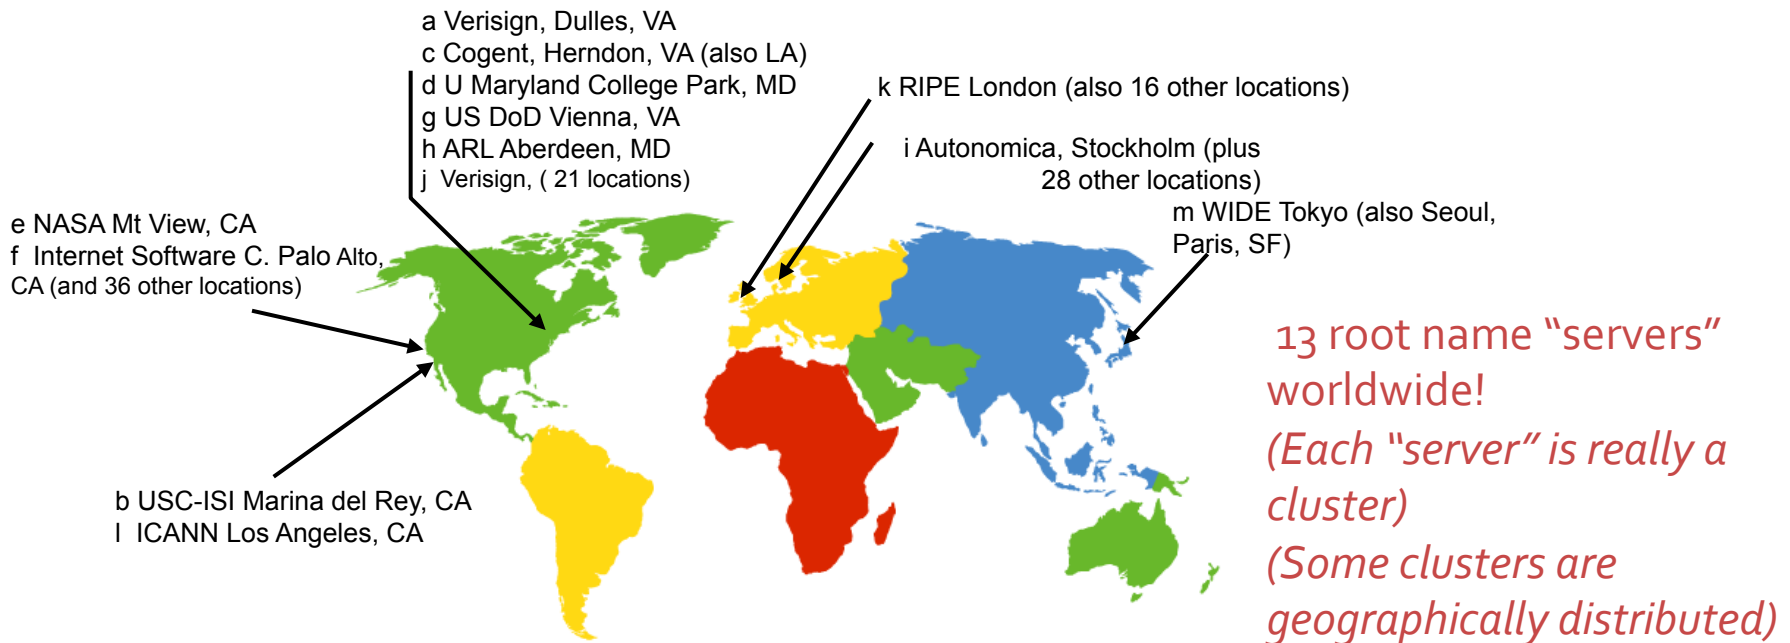 a Verisign, Dulles, VA
c Cogent, Herndon, VA (also LA)
d U Maryland College Park, MD
g US DoD Vienna, VA
h ARL Aberdeen, MD
j Verisign, ( 21 locations)
k RIPE London (also 16 other locations)
i Autonomica, Stockholm (plus
28 other locations)
m WIDE Tokyo (also Seoul,
Paris, SF)
e NASA Mt View, CA
f Internet Software C. Palo Alto,
CA (and 36 other locations)
b USC-ISI Marina del Rey, CA
l ICANN Los Angeles, CA
13 root name “servers”
worldwide!
(Each “server” is really a
cluster)
(Some clusters are
geographically distributed)